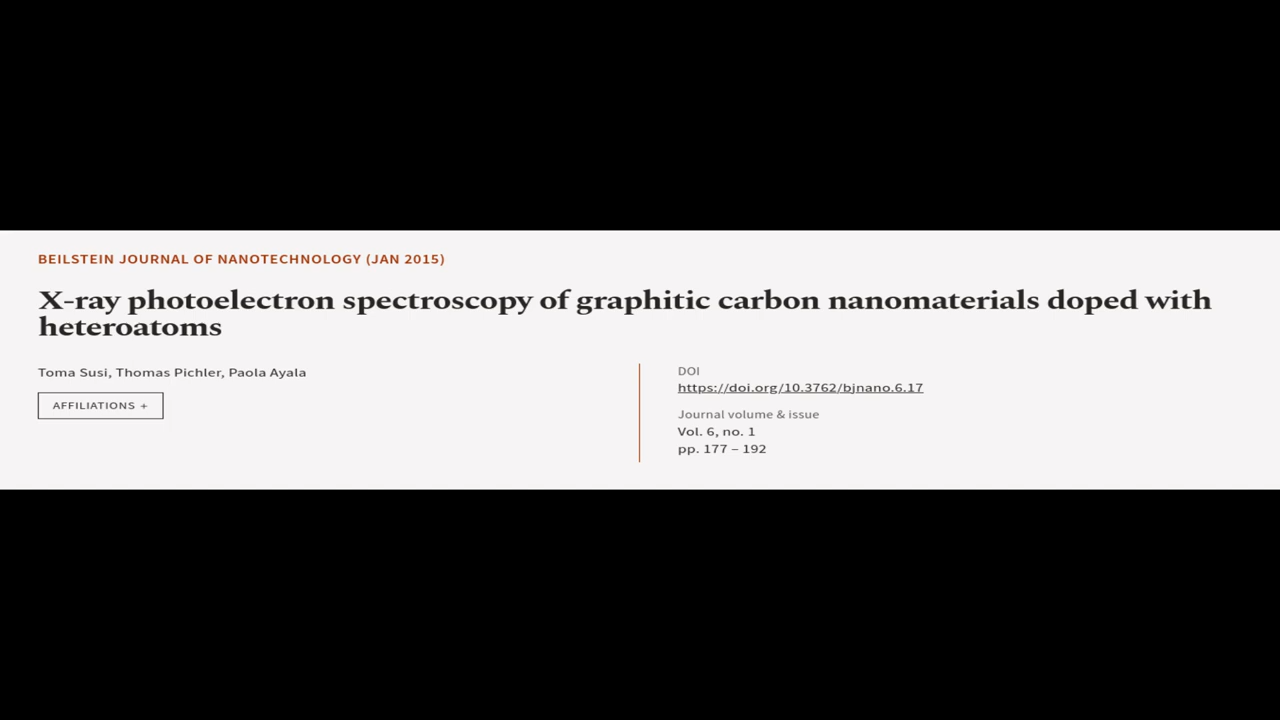 BEILSTEIN JOURNAL OF NANOTECHNOLOGY (JAN 2015)
X-ray photoelectron spectroscopy of graphitic carbon nanomaterials doped with
heteroatoms
Toma Susi, Thomas Pichler, Paola Ayala
AFFILIATIONS +
DOI
https://doi.org/10.3762/bjnano.6.17
Journal volume & issue
Vol. 6, no. 1
pp. 177 – 192